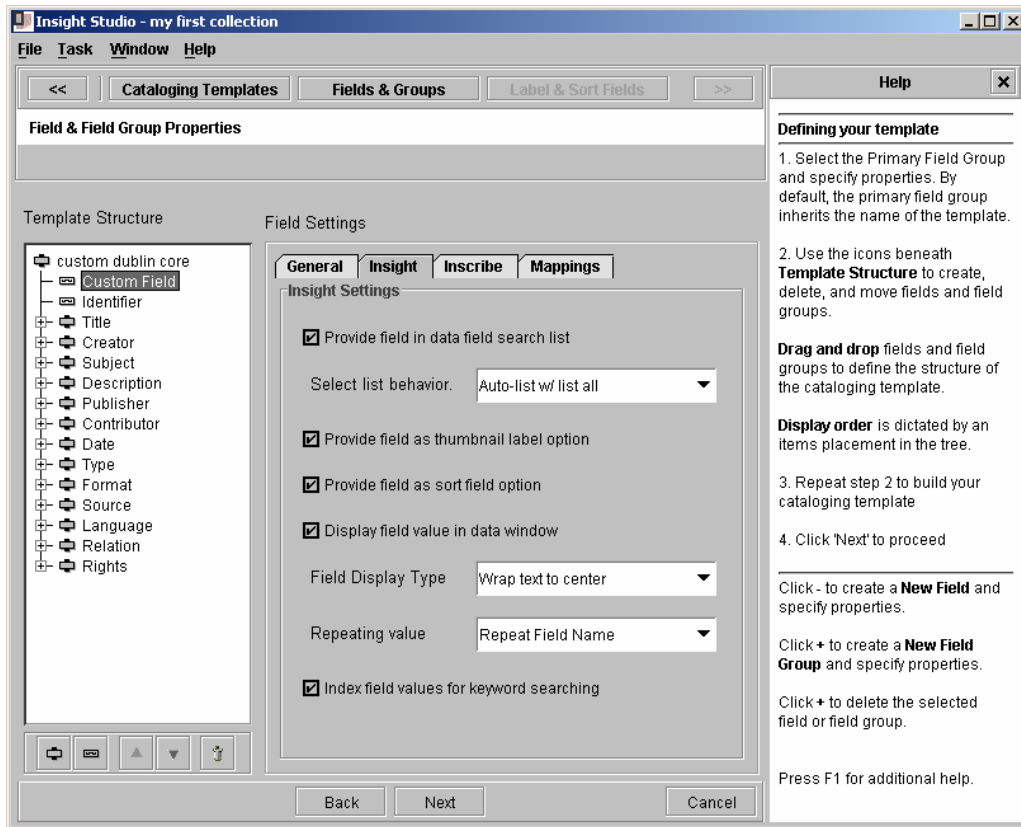 Insight Studio - my first collection
File Task Window Help
<< Cataloging Templates Fields & Groups Label & Sort Fields >>
Field & Field Group Properties
Template Structure
custom dublin core
Custom Field
Identifier
Title
Creator
Subject
Description
Publisher
Contributor
Date
Type
Format
Source
Language
Relation
Rights
Field Settings
General Insight Inscribe Mappings
Insight Settings
Provide field in data field search list
Select list behavior. Auto-list w/ list all
Provide field as thumbnail label option
Provide field as sort field option
Display field value in data window
Field Display Type Wrap text to center
Repeating value Repeat Field Name
Index field values for keyword searching
Back Next Cancel
Help
Defining your template
1. Select the Primary Field Group
and specify properties. By
default, the primary field group
inherits the name of the template.
2. Use the icons beneath
Template Structure to create,
delete, and move fields and field
groups.
Drag and drop fields and field
groups to define the structure of
the cataloging template.
Display order is dictated by an
items placement in the tree.
3. Repeat step 2 to build your
cataloging template
4. Click 'Next' to proceed
Click - to create a New Field and
specify properties.
Click + to create a New Field
Group and specify properties.
Click + to delete the selected
field or field group.
Press F1 for additional help.